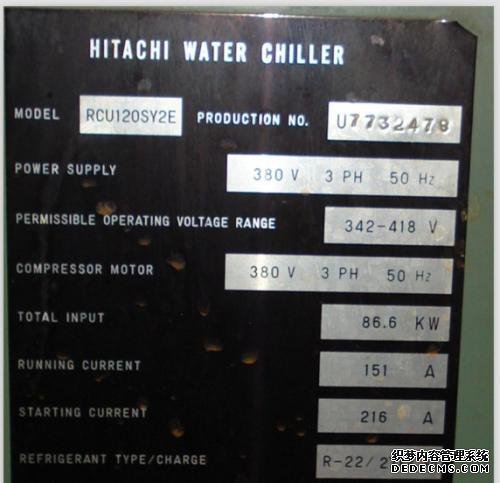 HITACHI WATER CHILLER
MODEL RCU120SY2E PRODUCTION NO. U7732478
POWER SUPPLY 380 V 3 PH 50 Hz
PERMISSIBLE OPERATING VOLTAGE RANGE 342-418 V
COMPRESSOR MOTOR 380 V 3 PH 50 Hz
TOTAL INPUT 86.6 KW
RUNNING CURRENT 151 A
STARTING CURRENT 216 A
REFRIGERANT TYPE/CHARGE R-22/
织梦内容管理系统
DEDECMS.COM